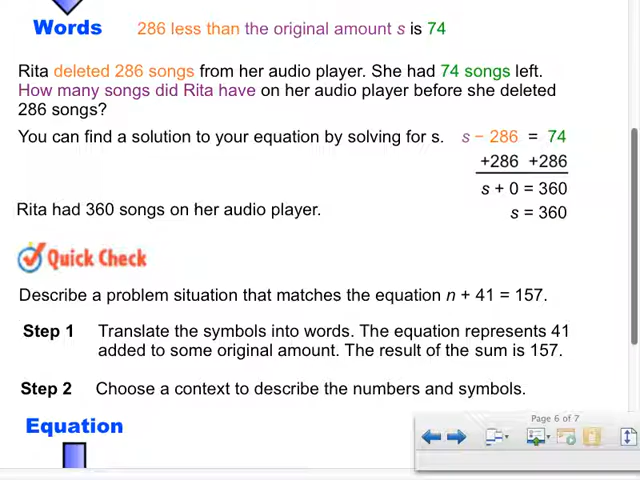 Words 286 less than the original amount s is 74
Rita deleted 286 songs from her audio player. She had 74 songs left.
How many songs did Rita have on her audio player before she deleted
286 songs?
You can find a solution to your equation by solving for s. s − 286 = 74
+286 +286
s + 0 = 360
Rita had 360 songs on her audio player. s = 360
Quick Check
Describe a problem situation that matches the equation n + 41 = 157.
Step 1 Translate the symbols into words. The equation represents 41
added to some original amount. The result of the sum is 157.
Step 2 Choose a context to describe the numbers and symbols.
Equation
Page 6 of 7